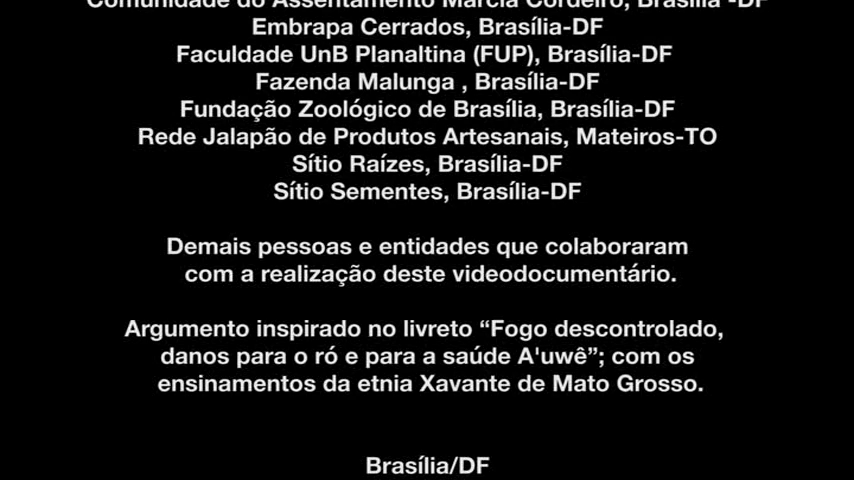 Comunidade do Assentamento Márcia Cordeiro, Brasília -DF
Embrapa Cerrados, Brasília-DF
Faculdade UnB Planaltina (FUP), Brasília-DF
Fazenda Malunga , Brasília-DF
Fundação Zoológico de Brasília, Brasília-DF
Rede Jalapão de Produtos Artesanais, Mateiros-TO
Sítio Raízes, Brasília-DF
Sítio Sementes, Brasília-DF
Demais pessoas e entidades que colaboraram
com a realização deste videodocumentário.
Argumento inspirado no livreto “Fogo descontrolado,
danos para o ró e para a saúde A'uwê”; com os
ensinamentos da etnia Xavante de Mato Grosso.
Brasília/DF